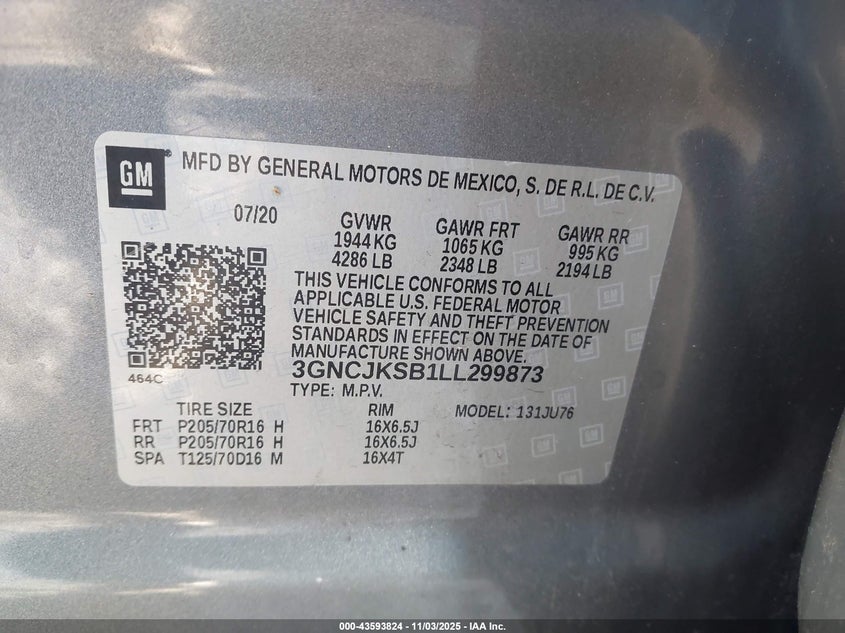 GM
MFD BY GENERAL MOTORS DE MEXICO, S. DE R.L. DE C.V.
07/20 GVWR GAWR FRT GAWR RR
1944 KG 1065 KG 995 KG
4286 LB 2348 LB 2194 LB
THIS VEHICLE CONFORMS TO ALL
APPLICABLE U.S. FEDERAL MOTOR
VEHICLE SAFETY AND THEFT PREVENTION
STANDARDS IN EFFECT ON THE DATE OF
MANUFACTURE SHOWN ABOVE.
464C
3GNCJKSB1LL299873
TYPE: M.P.V.
TIRE SIZE RIM MODEL: 131JU76
FRT P205/70R16 H 16X6.5J
RR P205/70R16 H 16X6.5J
SPA T125/70D16 M 16X4T
000-43593824 - 11/03/2025 - IAA Inc.